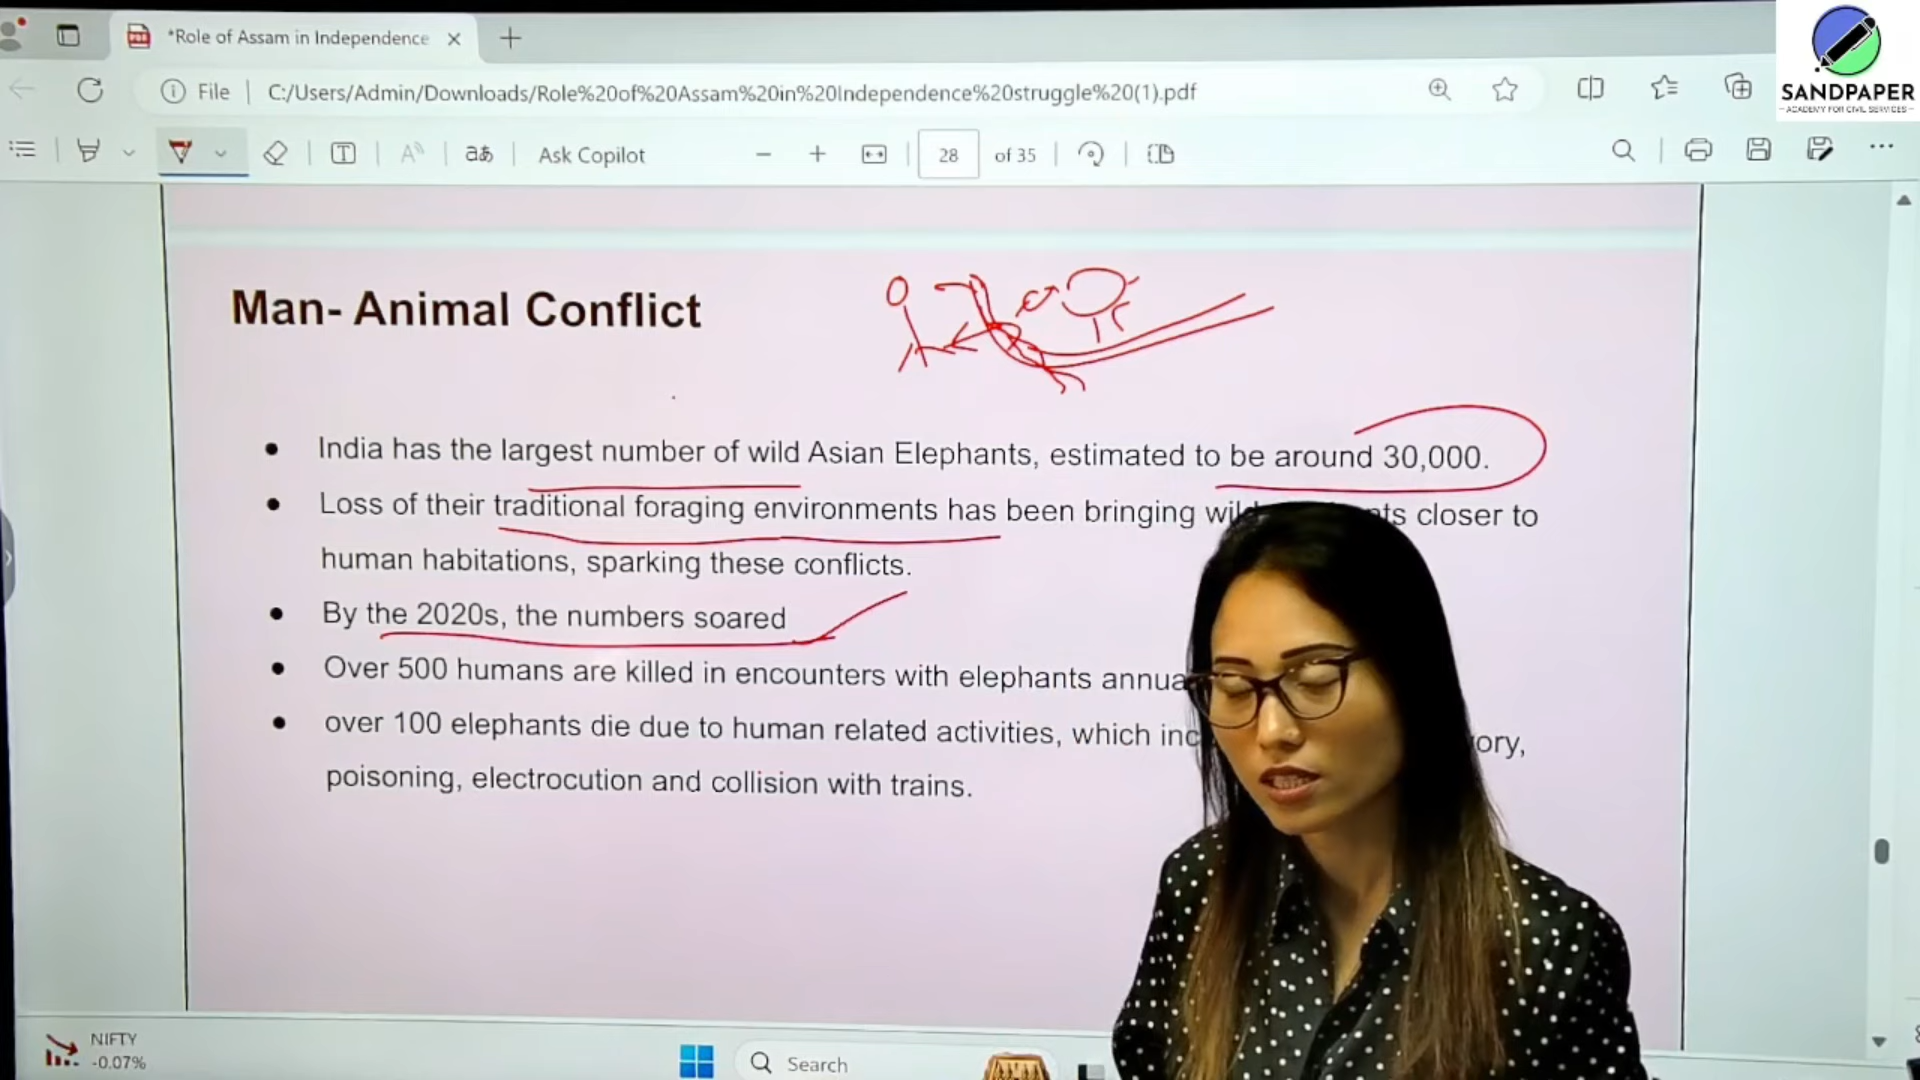 *Role of Assam in Independence
File
C:/Users/Admin/Downloads/Role%20of%20Assam%20in%20Independence%20struggle%20(1).pdf
SANDPAPER
- ACADEMY FOR CIVIL SERVICES -
Ask Copilot
28 of 35
Man- Animal Conflict
India has the largest number of wild Asian Elephants, estimated to be around 30,000.
Loss of their traditional foraging environments has been bringing closer to
human habitations, sparking these conflicts.
By the 2020s, the numbers soared
Over 500 humans are killed in encounters with elephants
over 100 elephants die due to human related activities, which
poisoning, electrocution and collision with trains.
NIFTY
-0.07%
Search